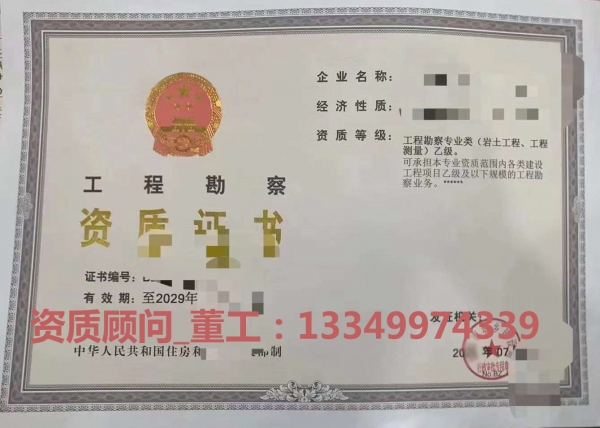 企业名称：
经济性质：
资质等级：
工程勘察专业类（岩土工程、工程
测量）乙级。
可承担本专业资质范围内各类建设
工程项目乙级及以下规模的工程勘
察业务。******
工程勘察
资质证书
证书编号：
有效期：至2029年
发证机关：
资质顾问_董工：13349974339
中华人民共和国住房和 制
年 07